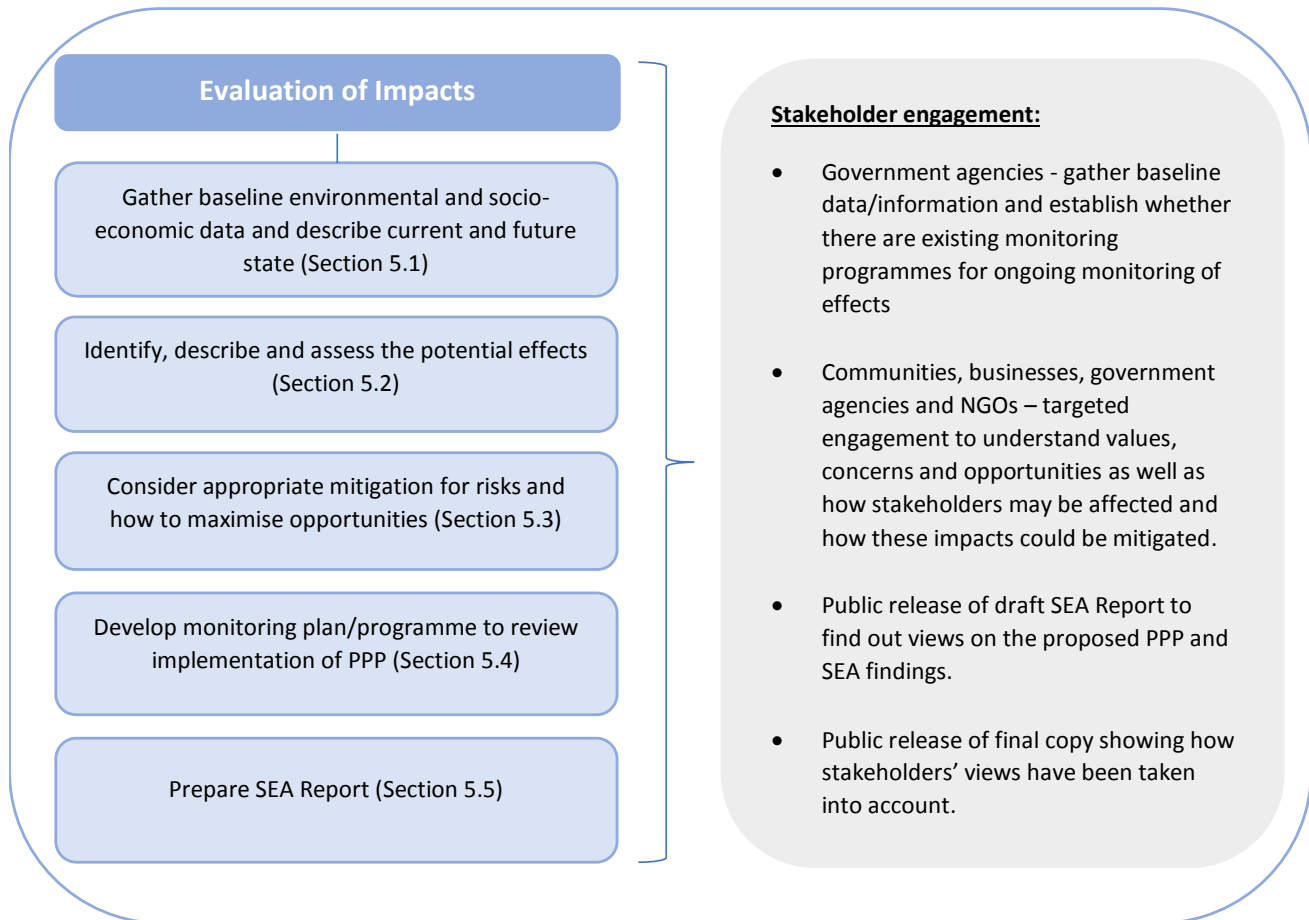 Evaluation of Impacts
Gather baseline environmental and socio-
economic data and describe current and future
state (Section 5.1)
Identify, describe and assess the potential effects
(Section 5.2)
Consider appropriate mitigation for risks and
how to maximise opportunities (Section 5.3)
Develop monitoring plan/programme to review
implementation of PPP (Section 5.4)
Prepare SEA Report (Section 5.5)
Stakeholder engagement:
• Government agencies - gather baseline
data/information and establish whether
there are existing monitoring
programmes for ongoing monitoring of
effects
• Communities, businesses, government
agencies and NGOs – targeted
engagement to understand values,
concerns and opportunities as well as
how stakeholders may be affected and
how these impacts could be mitigated.
• Public release of draft SEA Report to
find out views on the proposed PPP and
SEA findings.
• Public release of final copy showing how
stakeholders’ views have been taken
into account.